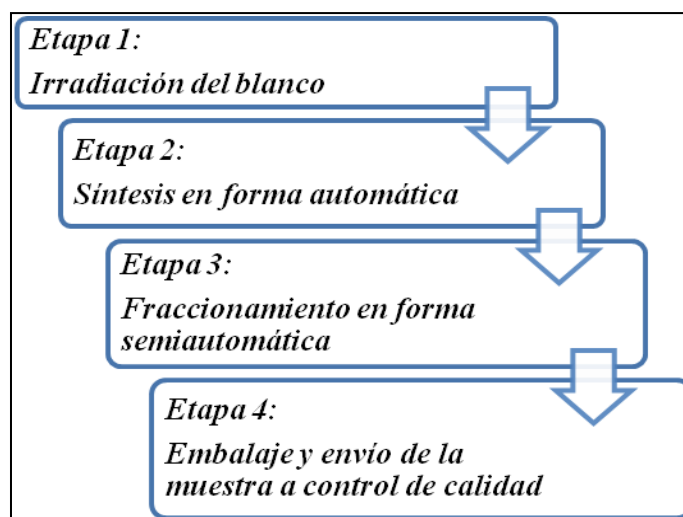 Etapa 1:
Irradiación del blanco
Etapa 2:
Síntesis en forma automática
Etapa 3:
Fraccionamiento en forma
semiautomática
Etapa 4:
Embalaje y envío de la
muestra a control de calidad